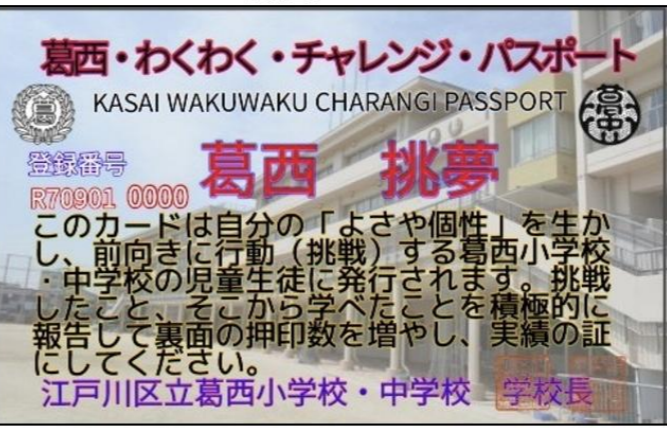 葛西・わくわく・チャレンジ・パスポート
KASAI WAKUWAKU CHARANGI PASSPORT
登録番号
葛西　挑夢
R70901 0000
このカードは自分の「よさや個性」を生か
し、前向きに行動（挑戦）する葛西小学校
・中学校の児童生徒に発行されます。挑戦
したこと、そこから学べたことを積極的に
報告して裏面の押印数を増やし、実績の証
にしてください。
江戸川区立葛西小学校・中学校　学校長